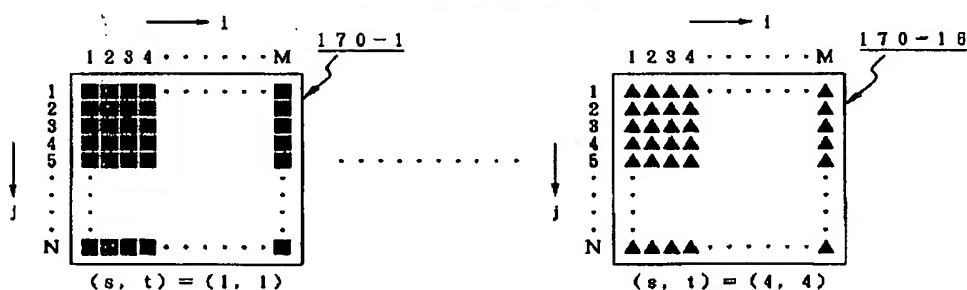 i
i
170-1
170-16
1 2 3 4 · · · · · · M
1 2 3 4 · · · · · · M
1
2
3
4
5
N
j
1
2
3
4
5
N
j
(s, t) = (1, 1)
(s, t) = (4, 4)